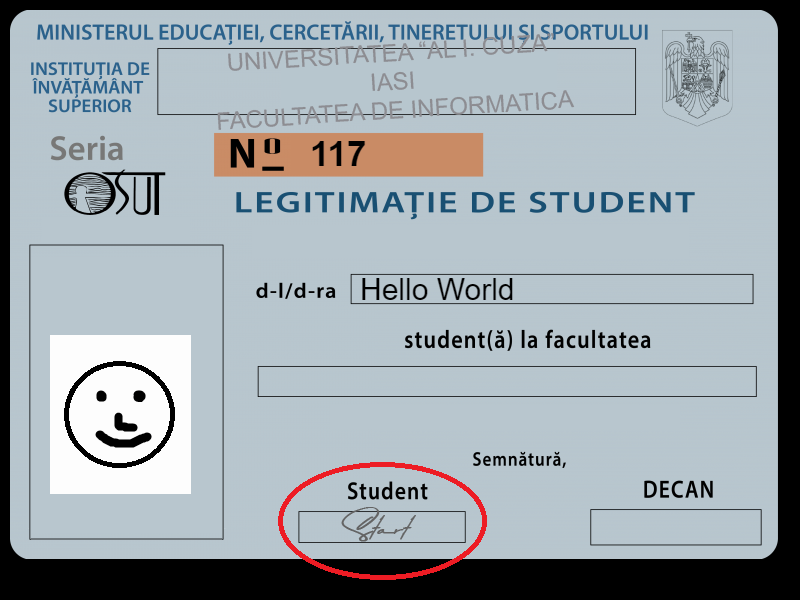 MINISTERUL EDUCAȚIEI, CERCETĂRII, TINERETULUI ȘI SPORTULUI
INSTITUȚIA DE
ÎNVĂȚĂMÂNT
SUPERIOR
UNIVERSITATEA "AL I. CUZA"
IASI
FACULTATEA DE INFORMATICA
Seria
Nº 117
OSUT
LEGITIMAȚIE DE STUDENT
d-l/d-ra Hello World
student(ă) la facultatea
Semnătură,
Student
DECAN
Start